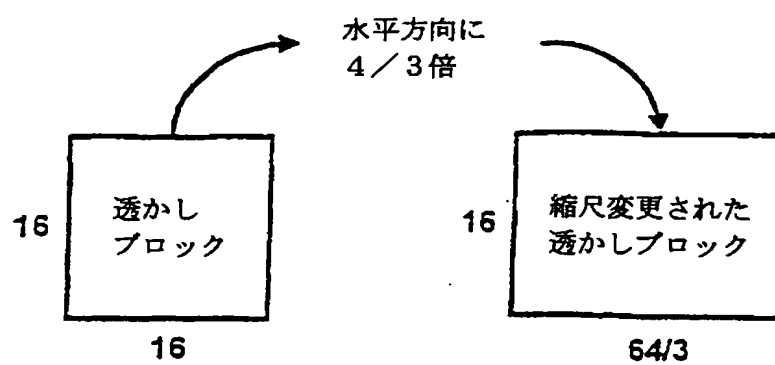 水平方向に
4／3倍
16
透かし
ブロック
16
16
縮尺変更された
透かしブロック
64/3